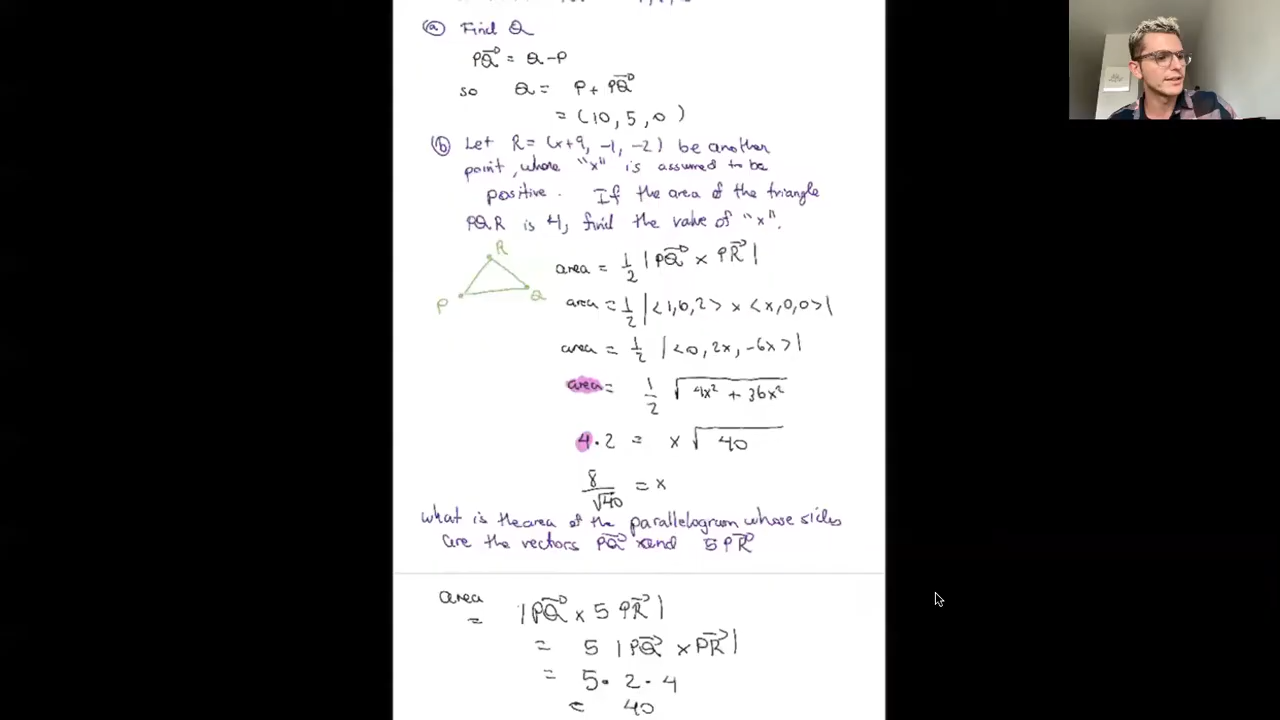 (a) Find Q
PQ = Q-P
so Q = P + PQ
= (10, 5, 0)
(b) Let R = (x+9, -1, -2) be another
point, where "x" is assumed to be
positive. If the area of the triangle
PQR is 4, find the value of "x".
R
P
Q
area = 1/2 |PQ × PR|
area = 1/2 |<1, 6, 2> × <x, 0, 0>|
area = 1/2 |<0, 2x, -6x>|
area = 1/2 √4x² + 36x²
4 · 2 = x √40
8/√40 = x
what is the area of the parallelogram whose sides
are the vectors PQ and 5 PR
area
= |PQ × 5 PR|
= 5 |PQ × PR|
= 5 · 2 · 4
= 40